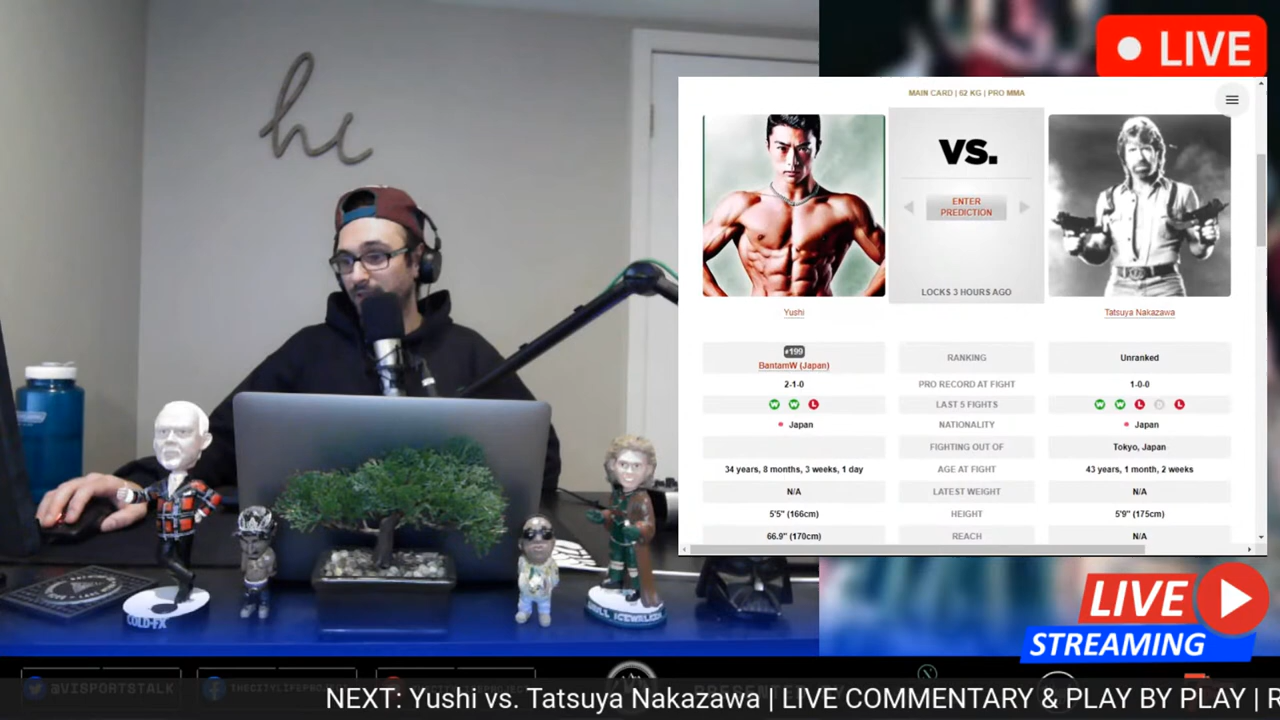 hi
LIVE
MAIN CARD | 62 KG | PRO MMA
VS.
ENTER
PREDICTION
LOCKS 3 HOURS AGO
Yushi
Tatsuya Nakazawa
#199
BantamW (Japan)
RANKING
Unranked
2-1-0
PRO RECORD AT FIGHT
1-0-0
W W L
LAST 5 FIGHTS
W W L D L
Japan
NATIONALITY
Japan
FIGHTING OUT OF
Tokyo, Japan
34 years, 8 months, 3 weeks, 1 day
AGE AT FIGHT
43 years, 1 month, 2 weeks
N/A
LATEST WEIGHT
N/A
5'5" (166cm)
HEIGHT
5'9" (175cm)
66.9" (170cm)
REACH
N/A
COLD-FX
LIVE
STREAMING
@VISPORTSTALK
NEXT: Yushi vs. Tatsuya Nakazawa | LIVE COMMENTARY & PLAY BY PLAY |